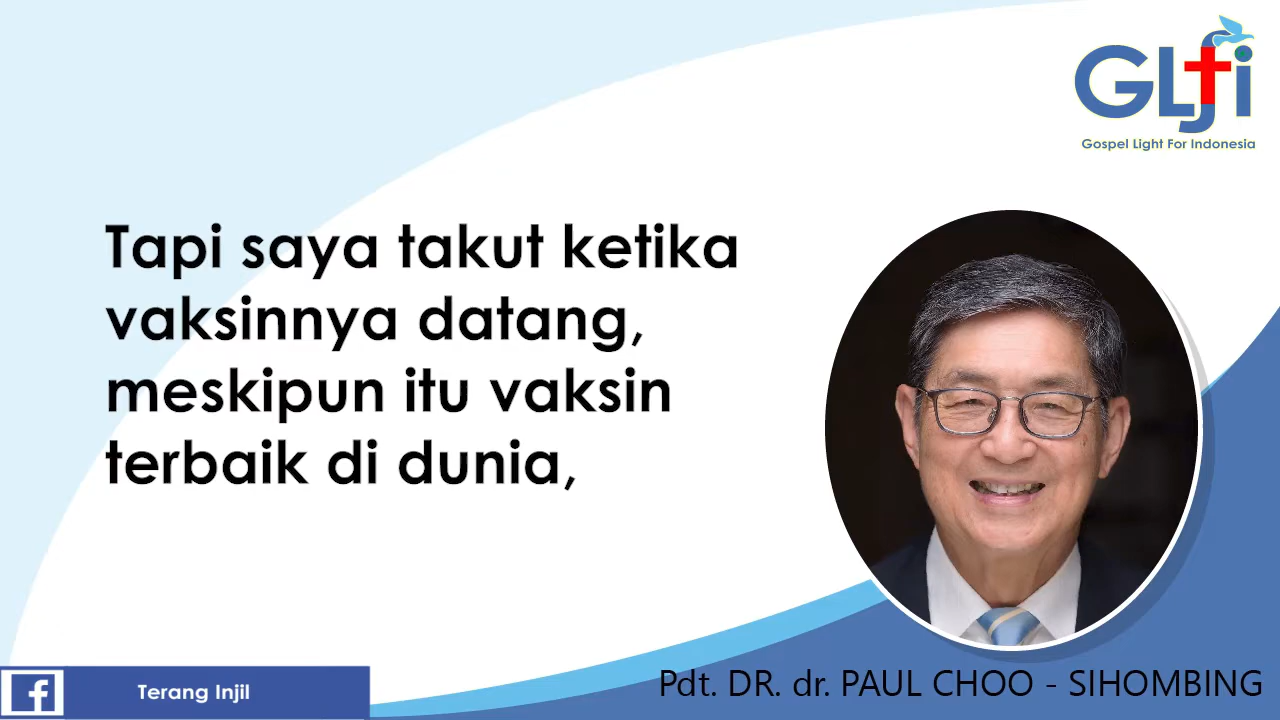 GLfi
Gospel Light For Indonesia
Tapi saya takut ketika
vaksinnya datang,
meskipun itu vaksin
terbaik di dunia,
Terang Injil
Pdt. DR. dr. PAUL CHOO - SIHOMBING